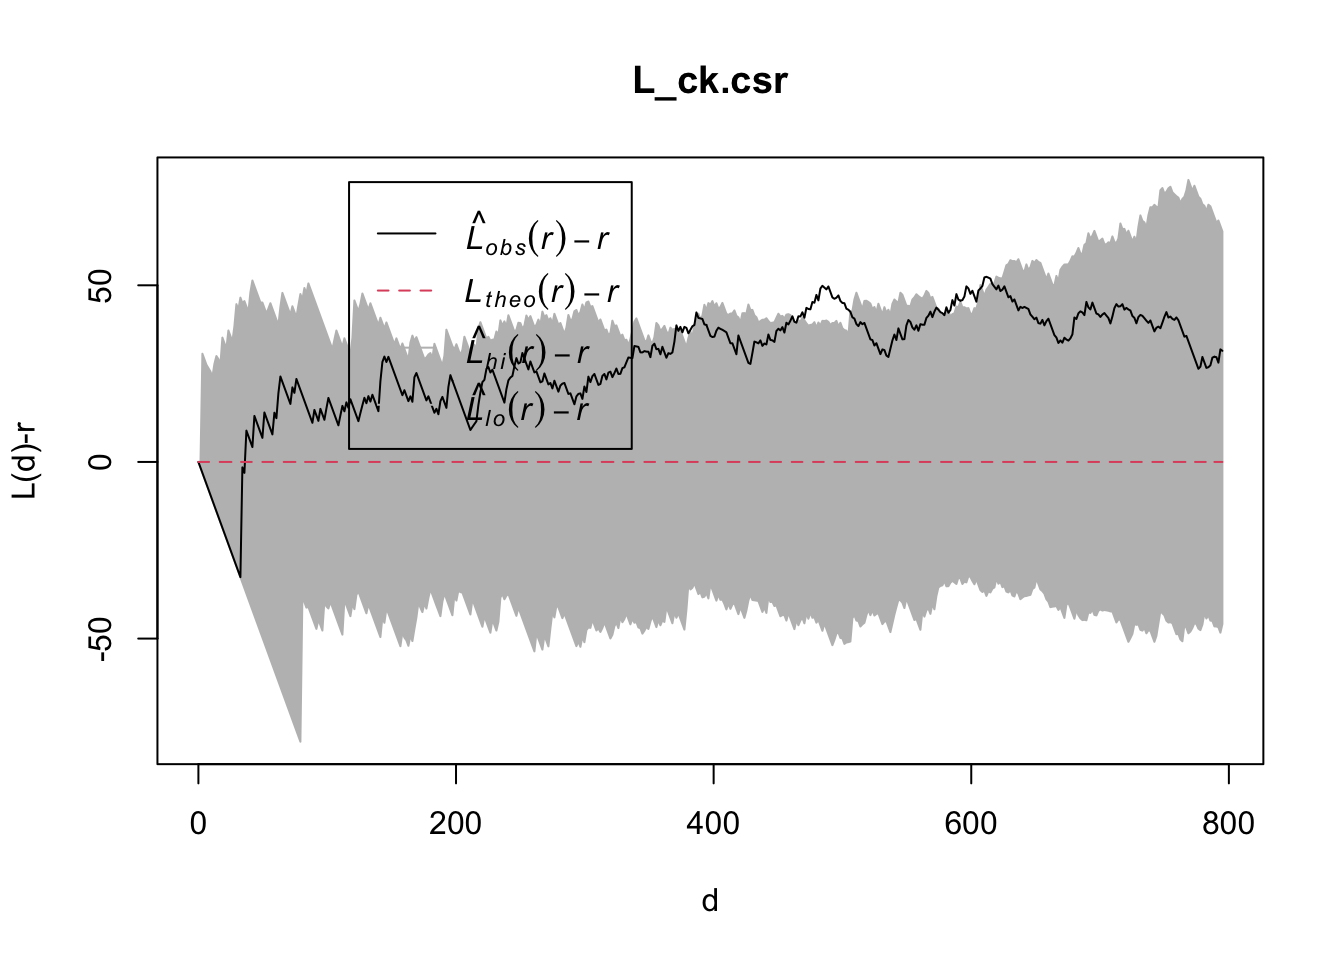 L_ck.csr
L̂obs(r) − r
Ltheo(r) − r
L̂hi(r) − r
L̂lo(r) − r
50
0
-50
L(d)-r
0 200 400 600 800
d